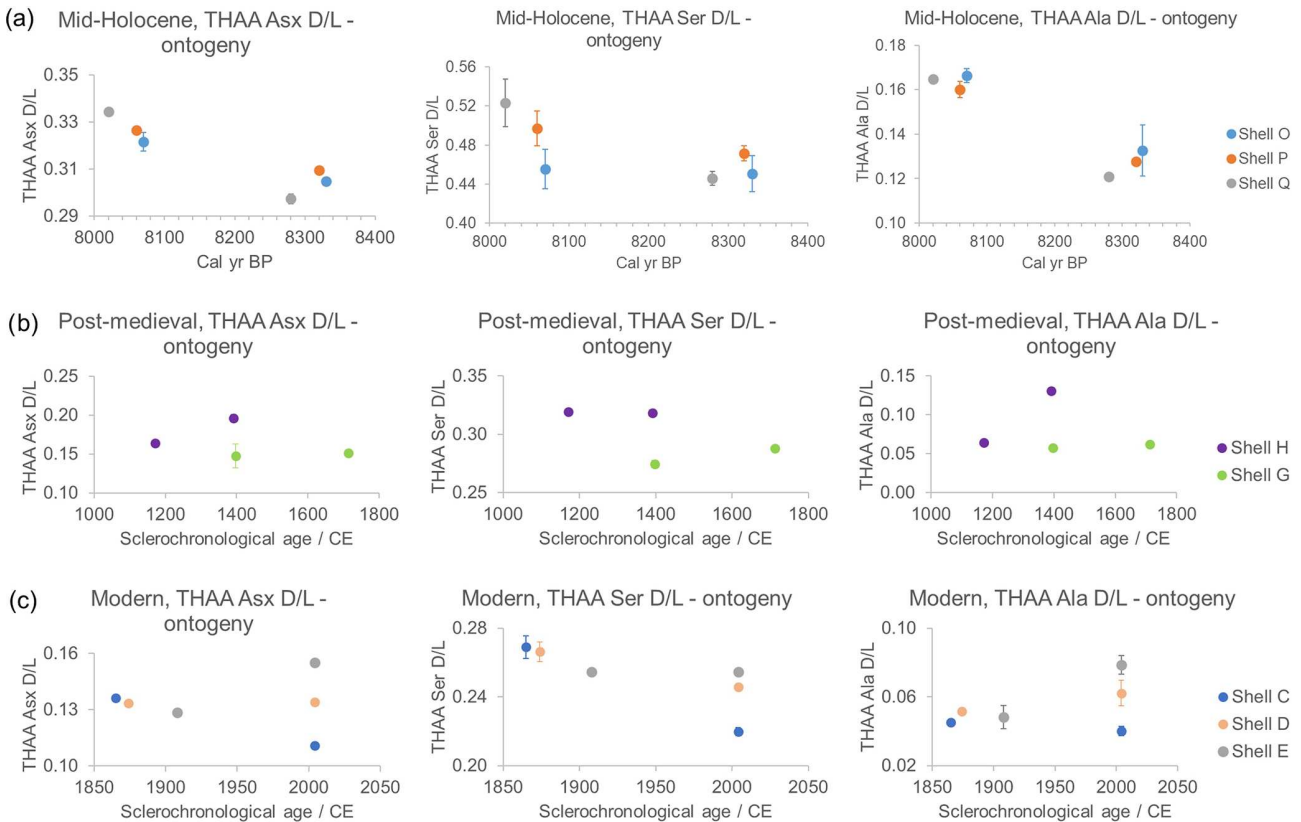 (a)
Mid-Holocene, THAA Asx D/L -
ontogeny
THAA Asx D/L
0.35
0.33
0.31
0.29
8000
8100
8200
8300
8400
Cal yr BP
Mid-Holocene, THAA Ser D/L -
ontogeny
THAA Ser D/L
0.56
0.52
0.48
0.44
0.40
8000
8100
8200
8300
8400
Cal yr BP
Mid-Holocene, THAA Ala D/L - ontogeny
THAA Ala D/L
0.18
0.16
0.14
0.12
0.10
8000
8100
8200
8300
8400
Cal yr BP
Shell O
Shell P
Shell Q
(b)
Post-medieval, THAA Asx D/L -
ontogeny
THAA Asx D/L
0.25
0.20
0.15
0.10
1000
1200
1400
1600
1800
Sclerochronological age / CE
Post-medieval, THAA Ser D/L -
ontogeny
THAA Ser D/L
0.35
0.30
0.25
1000
1200
1400
1600
1800
Sclerochronological age / CE
Post-medieval, THAA Ala D/L -
ontogeny
THAA Ala D/L
0.15
0.10
0.05
0.00
1000
1200
1400
1600
1800
Sclerochronological age / CE
Shell H
Shell G
(c)
Modern, THAA Asx D/L -
ontogeny
THAA Asx D/L
0.16
0.13
0.10
1850
1900
1950
2000
2050
Sclerochronological age / CE
Modern, THAA Ser D/L - ontogeny
THAA Ser D/L
0.28
0.24
0.20
1850
1900
1950
2000
2050
Sclerochronological age / CE
Modern, THAA Ala D/L - ontogeny
THAA Ala D/L
0.10
0.06
0.02
1850
1900
1950
2000
2050
Sclerochronological age / CE
Shell C
Shell D
Shell E